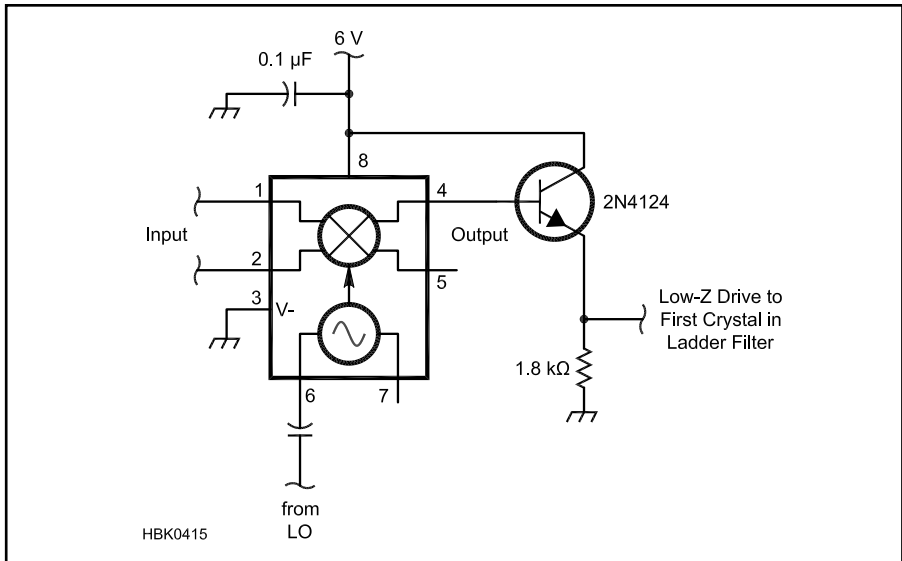 6 V
0.1 µF
8
1
4
2N4124
Input
Output
2
5
3
V-
Low-Z Drive to
First Crystal in
Ladder Filter
1.8 kΩ
6
7
from
LO
HBK0415